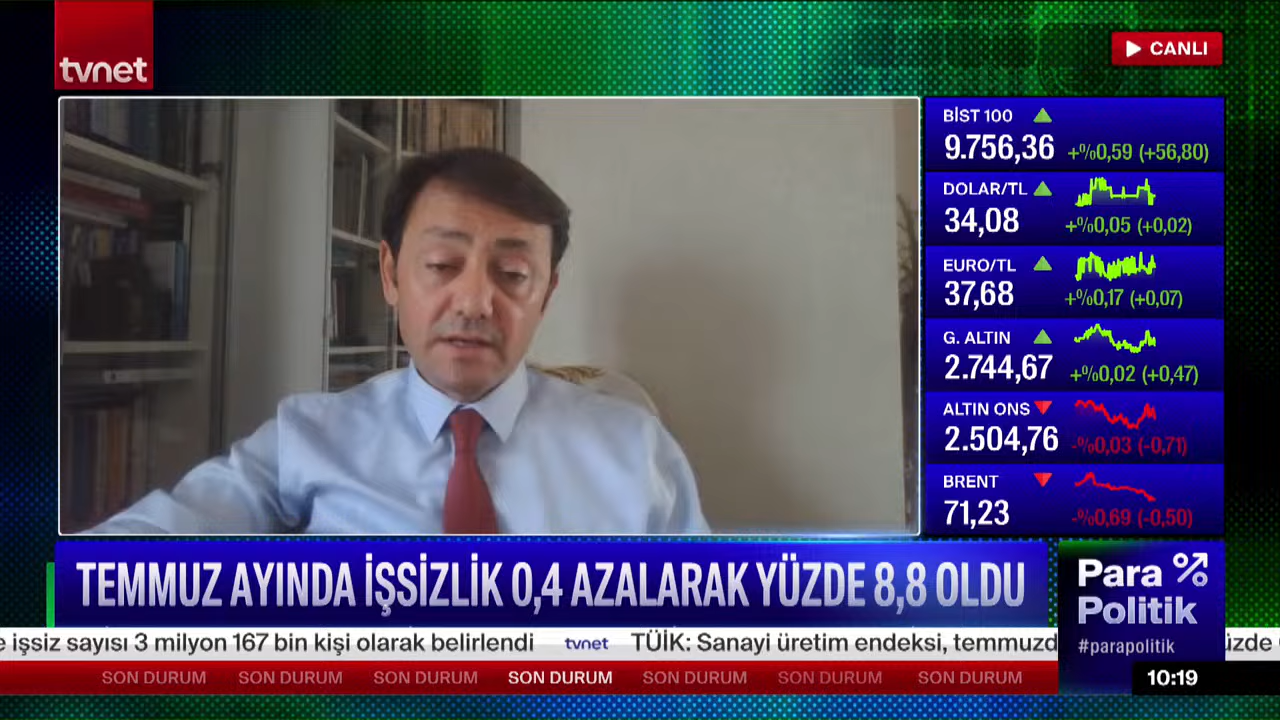 tvnet
CANLI
BİST 100
9.756,36 +%0,59 (+56,80)
DOLAR/TL
34,08 +%0,05 (+0,02)
EURO/TL
37,68 +%0,17 (+0,07)
G. ALTIN
2.744,67 +%0,02 (+0,47)
ALTIN ONS
2.504,76 -%0,03 (-0,71)
BRENT
71,23 -%0,69 (-0,50)
TEMMUZ AYINDA İŞSİZLİK 0,4 AZALARAK YÜZDE 8,8 OLDU
Para %
Politik
#parapolitik
e işsiz sayısı 3 milyon 167 bin kişi olarak belirlendi tvnet TÜİK: Sanayi üretim endeksi, temmuzd
SON DURUM SON DURUM SON DURUM SON DURUM SON DURUM SON DURUM SON DURUM
10:19